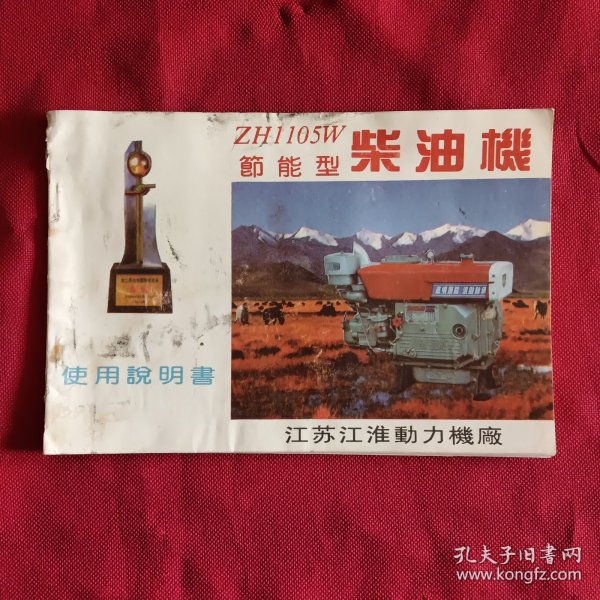 ZH1105W
節能型 柴油機
使用說明書
江苏江淮動力機廠
孔夫子旧书网
www.kongfz.com